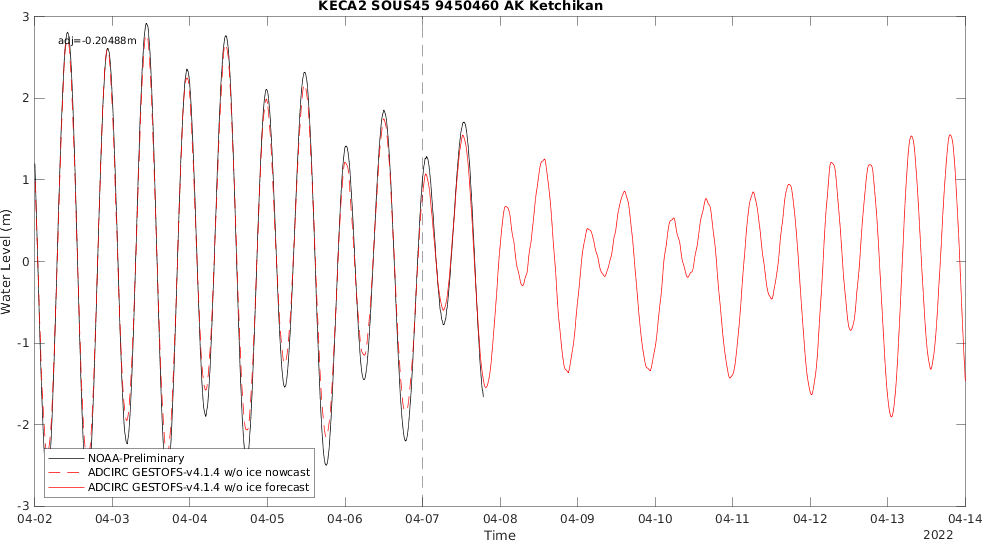 KECA2 SOUS45 9450460 AK Ketchikan
adj=-0.20488m
3
2
1
0
-1
-2
-3
Water Level (m)
NOAA-Preliminary
ADCIRC GESTOFS-v4.1.4 w/o ice nowcast
ADCIRC GESTOFS-v4.1.4 w/o ice forecast
04-02 04-03 04-04 04-05 04-06 04-07 04-08 04-09 04-10 04-11 04-12 04-13 04-14
Time
2022